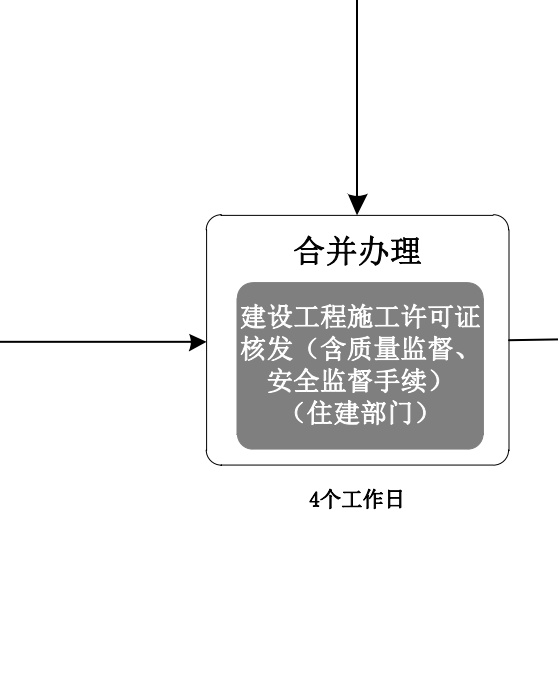 合并办理
建设工程施工许可证
核发（含质量监督、
安全监督手续）
（住建部门）
4个工作日